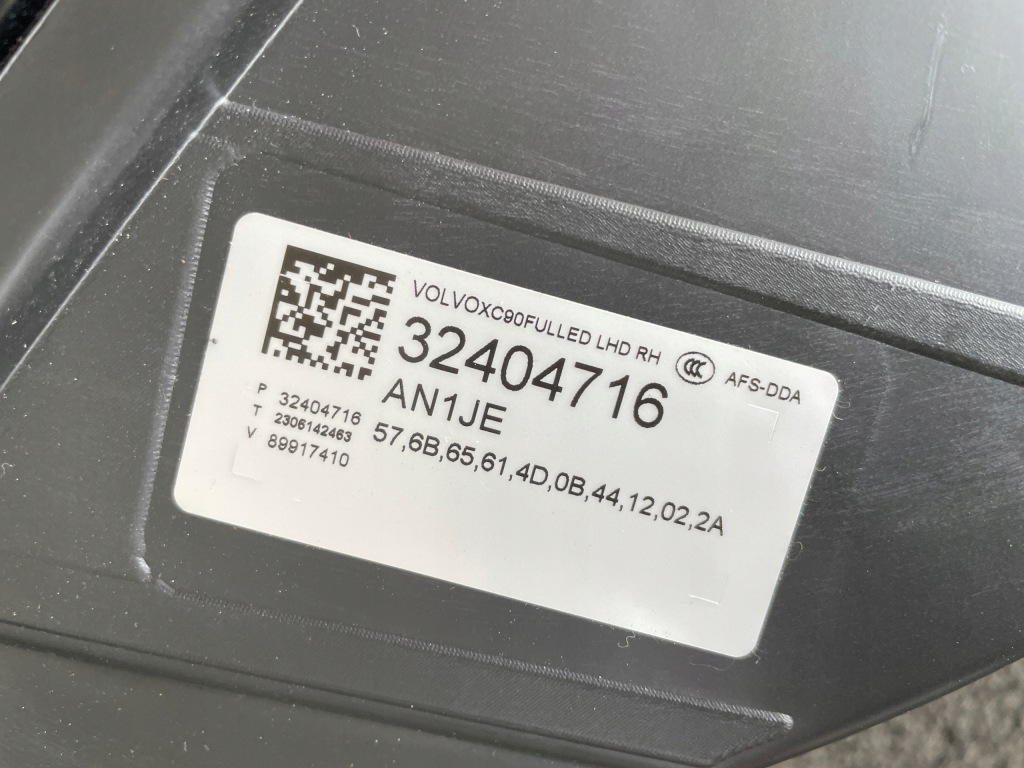 VOLVOXC90FULLED LHD RH
CCC
AFS-DDA
32404716
AN1JE
57,6B,65,61,4D,0B,44,12,02,2A
P 32404716
T 2306142463
V 89917410